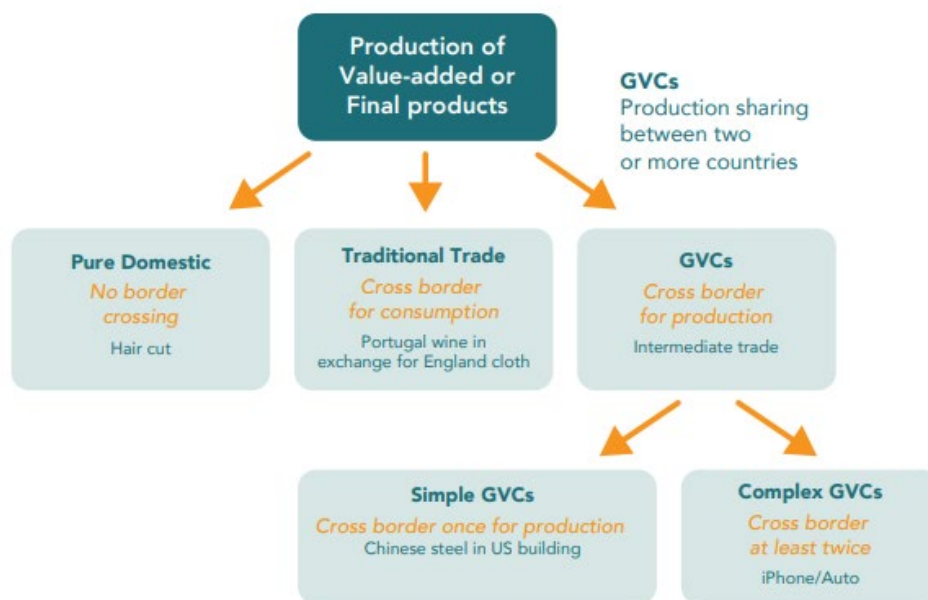 Production of
Value-added or
Final products
GVCs
Production sharing
between two
or more countries
Pure Domestic
No border
crossing
Hair cut
Traditional Trade
Cross border
for consumption
Portugal wine in
exchange for England cloth
GVCs
Cross border
for production
Intermediate trade
Simple GVCs
Cross border once for production
Chinese steel in US building
Complex GVCs
Cross border
at least twice
iPhone/Auto